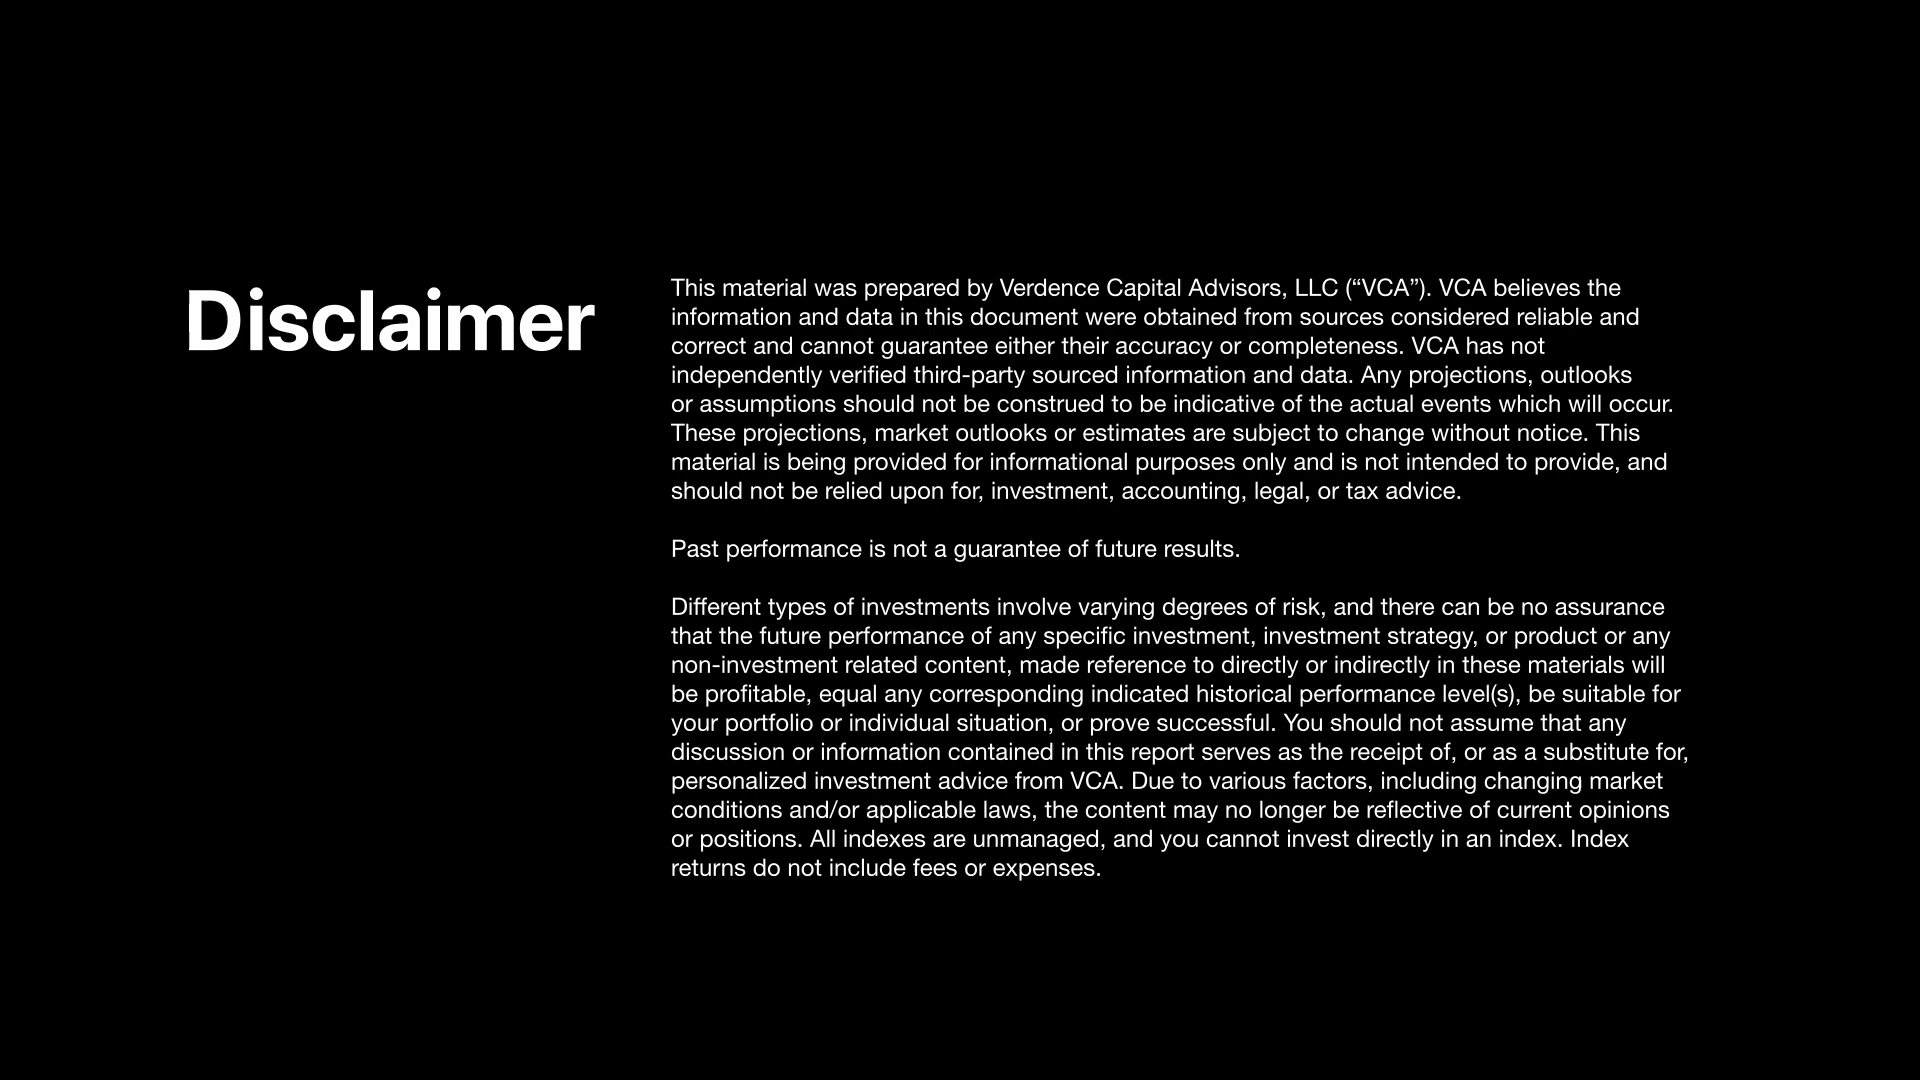 Disclaimer
This material was prepared by Verdence Capital Advisors, LLC (“VCA”). VCA believes the
information and data in this document were obtained from sources considered reliable and
correct and cannot guarantee either their accuracy or completeness. VCA has not
independently verified third-party sourced information and data. Any projections, outlooks
or assumptions should not be construed to be indicative of the actual events which will occur.
These projections, market outlooks or estimates are subject to change without notice. This
material is being provided for informational purposes only and is not intended to provide, and
should not be relied upon for, investment, accounting, legal, or tax advice.
Past performance is not a guarantee of future results.
Different types of investments involve varying degrees of risk, and there can be no assurance
that the future performance of any specific investment, investment strategy, or product or any
non-investment related content, made reference to directly or indirectly in these materials will
be profitable, equal any corresponding indicated historical performance level(s), be suitable for
your portfolio or individual situation, or prove successful. You should not assume that any
discussion or information contained in this report serves as the receipt of, or as a substitute for,
personalized investment advice from VCA. Due to various factors, including changing market
conditions and/or applicable laws, the content may no longer be reflective of current opinions
or positions. All indexes are unmanaged, and you cannot invest directly in an index. Index
returns do not include fees or expenses.